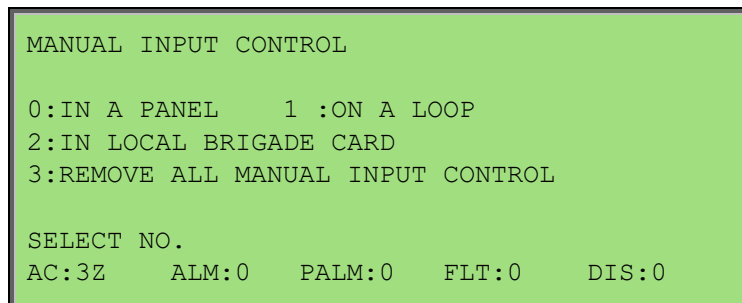 MANUAL INPUT CONTROL
0:IN A PANEL 1 :ON A LOOP
2:IN LOCAL BRIGADE CARD
3:REMOVE ALL MANUAL INPUT CONTROL
SELECT NO.
AC:3Z ALM:0 PALM:0 FLT:0 DIS:0